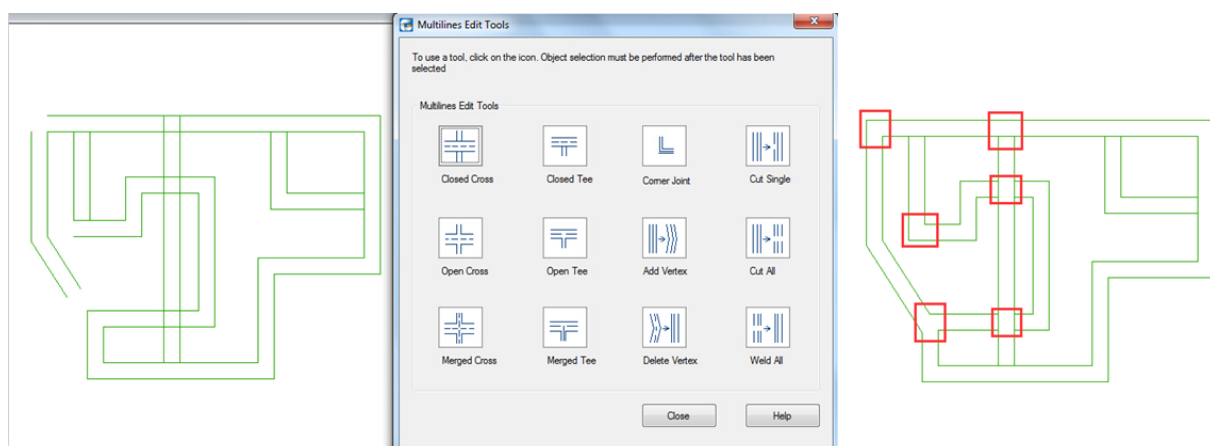 Multilines Edit Tools
x
To use a tool, click on the icon. Object selection must be performed after the tool has been
selected
Multilines Edit Tools
Closed Cross
Closed Tee
Corner Joint
Cut Single
Open Cross
Open Tee
Add Vertex
Cut All
Merged Cross
Merged Tee
Delete Vertex
Weld All
Close
Help